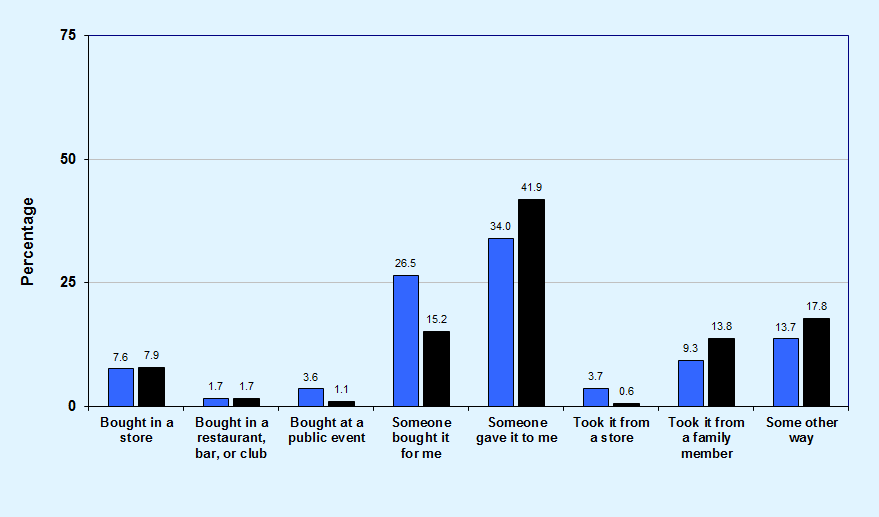 75
50
25
0
Percentage
7.6
7.9
1.7
1.7
3.6
1.1
26.5
15.2
34.0
41.9
3.7
0.6
9.3
13.8
13.7
17.8
Bought in a
store
Bought in a
restaurant,
bar, or club
Bought at a
public event
Someone
bought it
for me
Someone
gave it to me
Took it from
a store
Took it from
a family
member
Some other
way